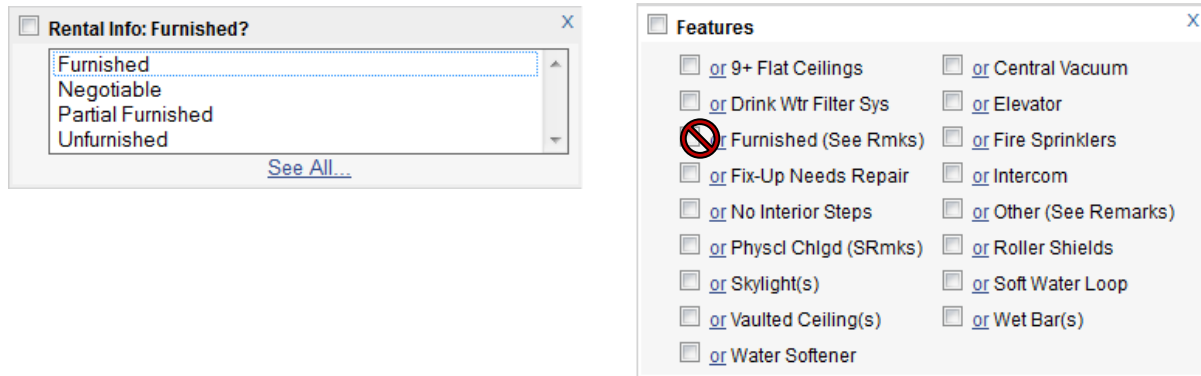 Rental Info: Furnished? X
Furnished
Negotiable
Partial Furnished
Unfurnished
See All...
Features X
or 9+ Flat Ceilings
or Central Vacuum
or Drink Wtr Filter Sys
or Elevator
or Furnished (See Rmks)
or Fire Sprinklers
or Fix-Up Needs Repair
or Intercom
or No Interior Steps
or Other (See Remarks)
or Physcl Chlgd (SRmks)
or Roller Shields
or Skylight(s)
or Soft Water Loop
or Vaulted Ceiling(s)
or Wet Bar(s)
or Water Softener